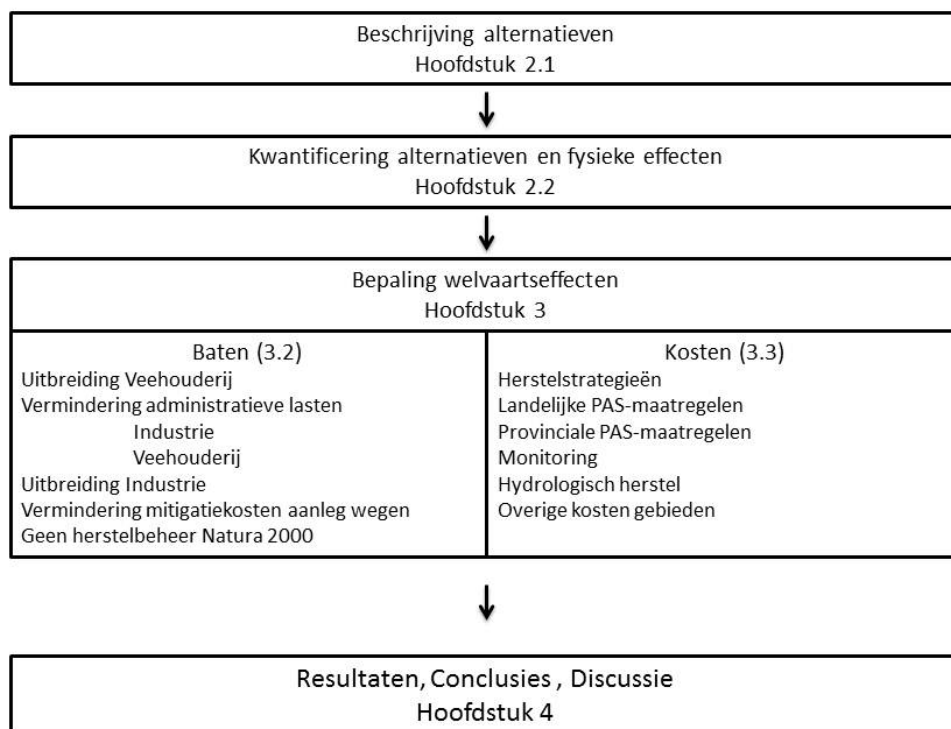 Beschrijving alternatieven
Hoofdstuk 2.1
Kwantificering alternatieven en fysieke effecten
Hoofdstuk 2.2
Bepaling welvaartseffecten
Hoofdstuk 3
Baten (3.2)
Uitbreiding Veehouderij
Vermindering administratieve lasten
Industrie
Veehouderij
Uitbreiding Industrie
Vermindering mitigatiekosten aanleg wegen
Geen herstelbeheer Natura 2000
Kosten (3.3)
Herstelstrategieën
Landelijke PAS-maatregelen
Provinciale PAS-maatregelen
Monitoring
Hydrologisch herstel
Overige kosten gebieden
Resultaten, Conclusies , Discussie
Hoofdstuk 4